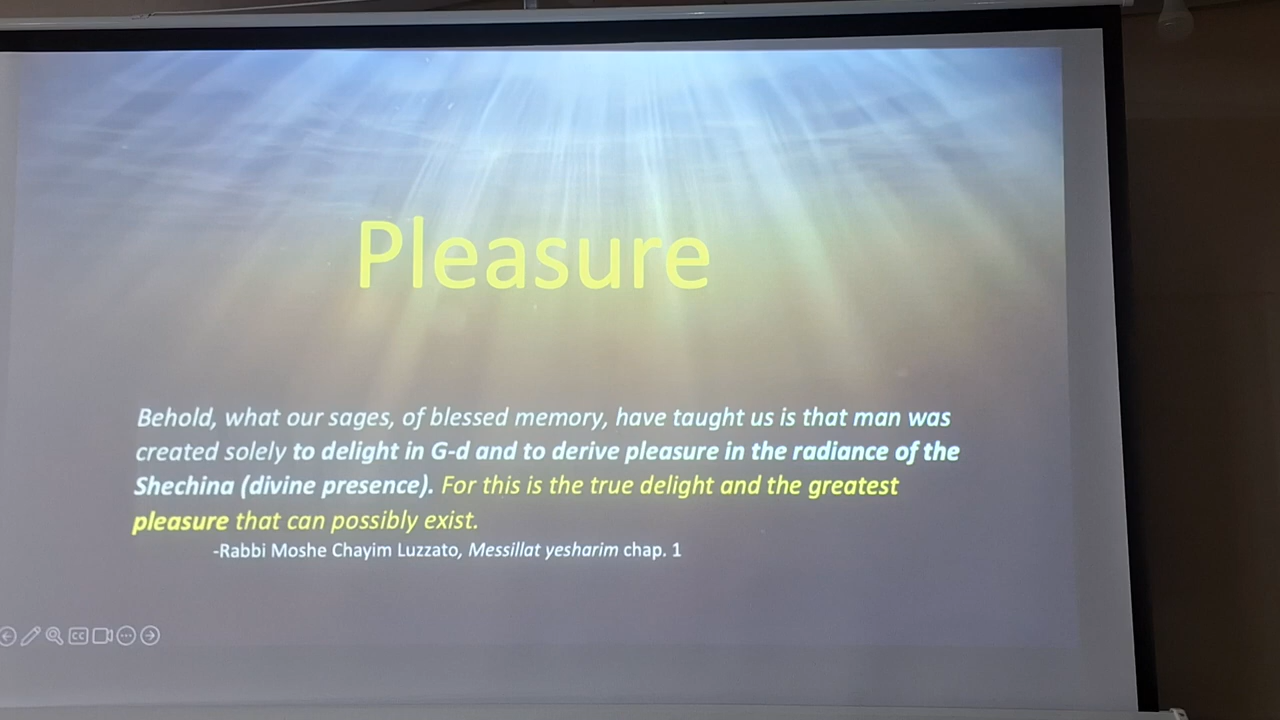 Pleasure
Behold, what our sages, of blessed memory, have taught us is that man was
created solely to delight in G-d and to derive pleasure in the radiance of the
Shechina (divine presence). For this is the true delight and the greatest
pleasure that can possibly exist.
-Rabbi Moshe Chayim Luzzato, Messillat yesharim chap. 1
CC